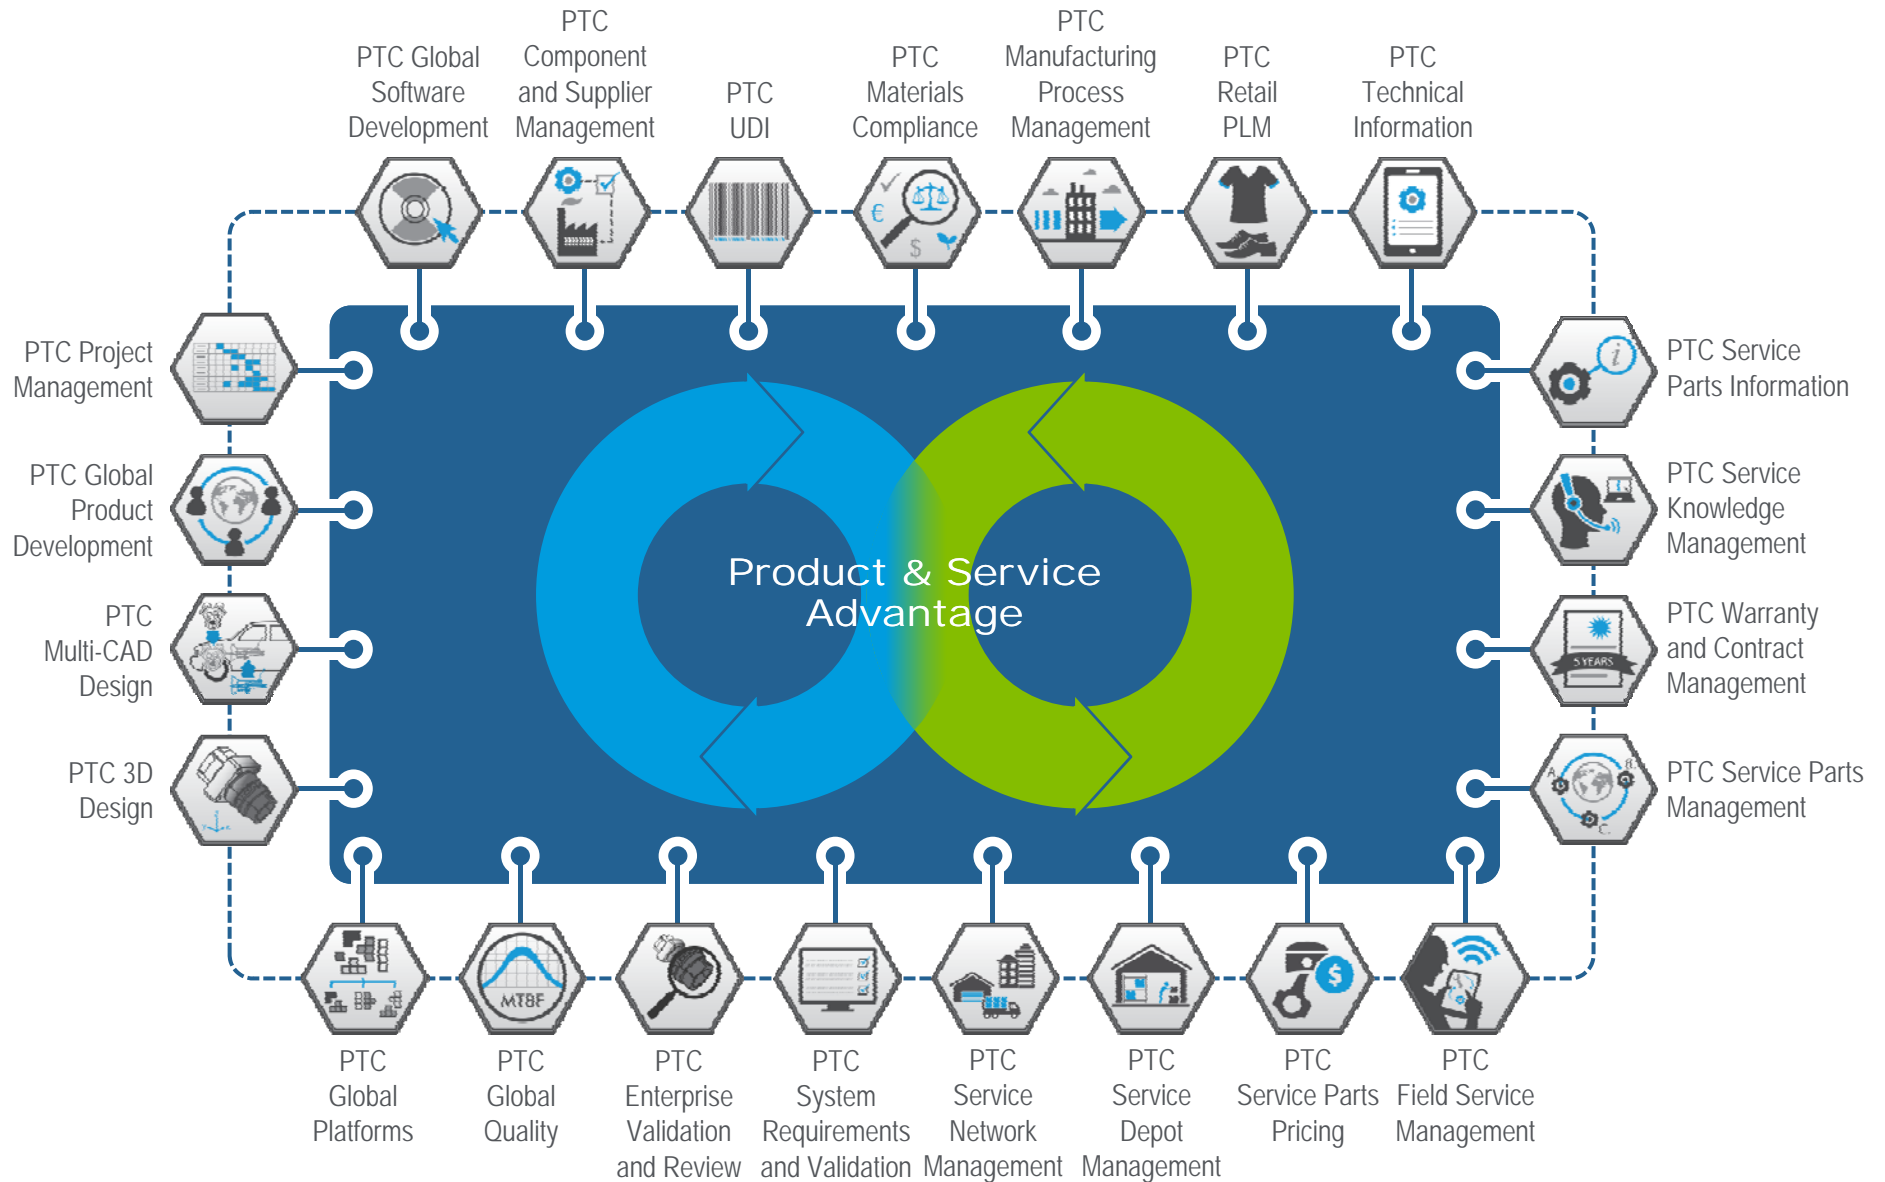 PTC Global
Software
Development
PTC
Component
and Supplier
Management
PTC
UDI
PTC
Materials
Compliance
PTC
Manufacturing
Process
Management
PTC
Retail
PLM
PTC
Technical
Information
€
$
i
PTC Project
Management
PTC Global
Product
Development
PTC
Multi-CAD
Design
PTC 3D
Design
Product & Service
Advantage
PTC Service
Parts Information
PTC Service
Knowledge
Management
PTC Warranty
and Contract
Management
5 YEARS
PTC Service Parts
Management
A.
B.
C.
MTBF
$
PTC
Global
Platforms
PTC
Global
Quality
PTC
Enterprise
Validation
and Review
PTC
System
Requirements
and Validation
PTC
Service
Network
Management
PTC
Service
Depot
Management
PTC
Service Parts
Pricing
PTC
Field Service
Management